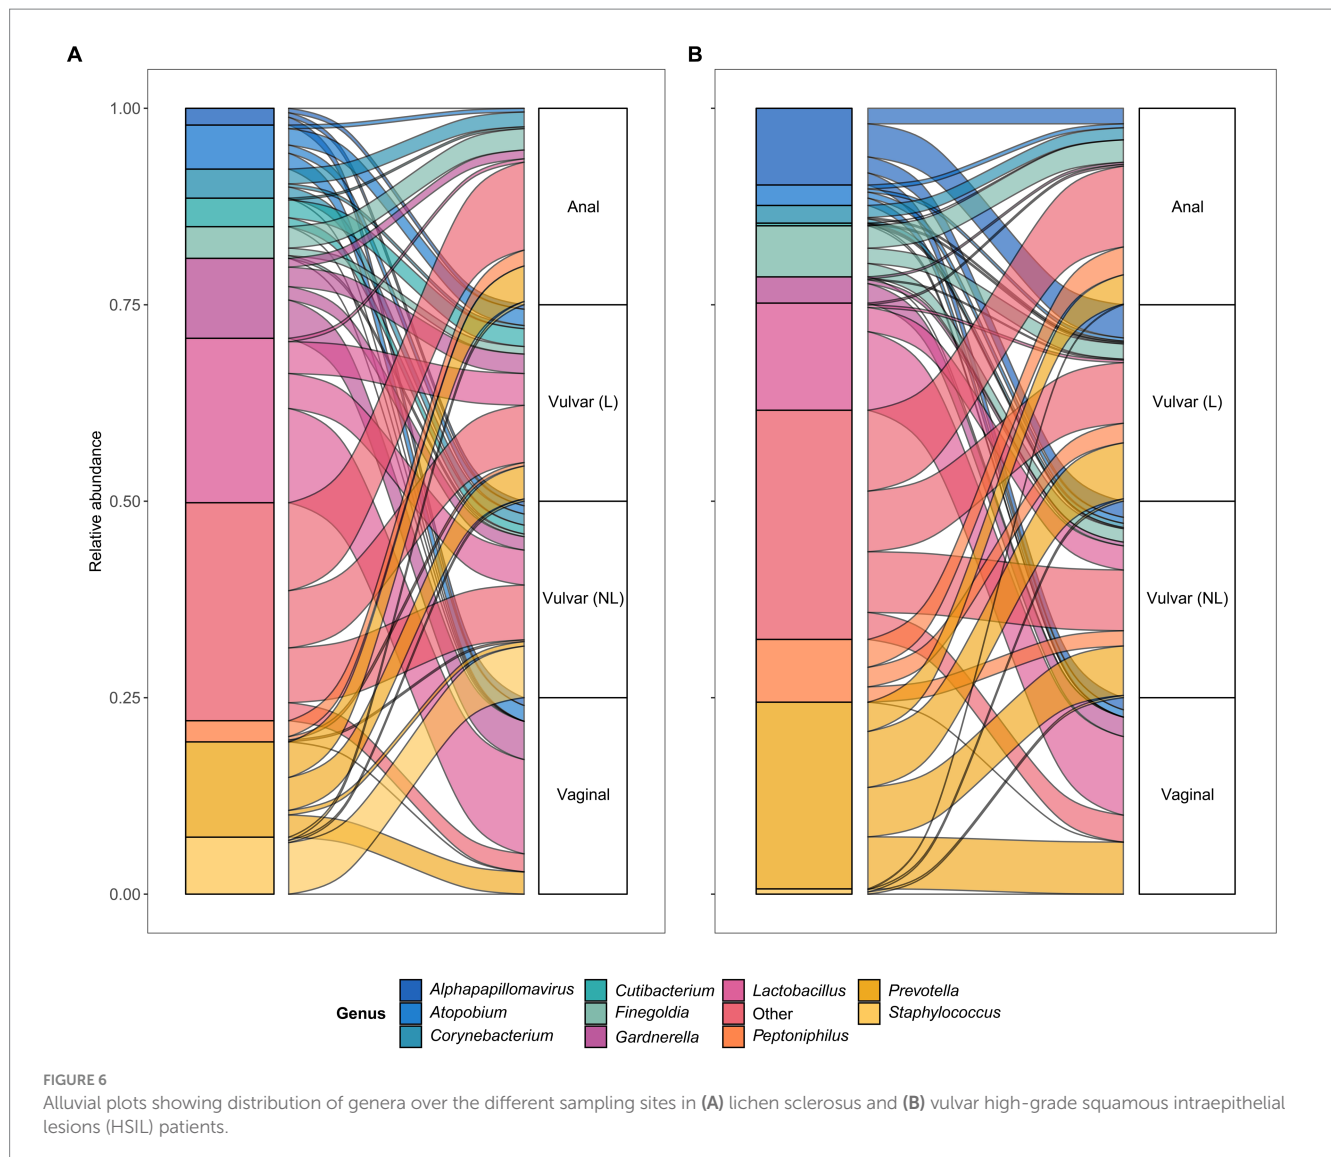 A
B
Relative abundance
1.00
0.75
0.50
0.25
0.00
Anal
Vulvar (L)
Vulvar (NL)
Vaginal
Anal
Vulvar (L)
Vulvar (NL)
Vaginal
Genus
Alphapapillomavirus
Atopobium
Corynebacterium
Cutibacterium
Finegoldia
Gardnerella
Lactobacillus
Other
Peptoniphilus
Prevotella
Staphylococcus
FIGURE 6
Alluvial plots showing distribution of genera over the different sampling sites in (A) lichen sclerosus and (B) vulvar high-grade squamous intraepithelial
lesions (HSIL) patients.